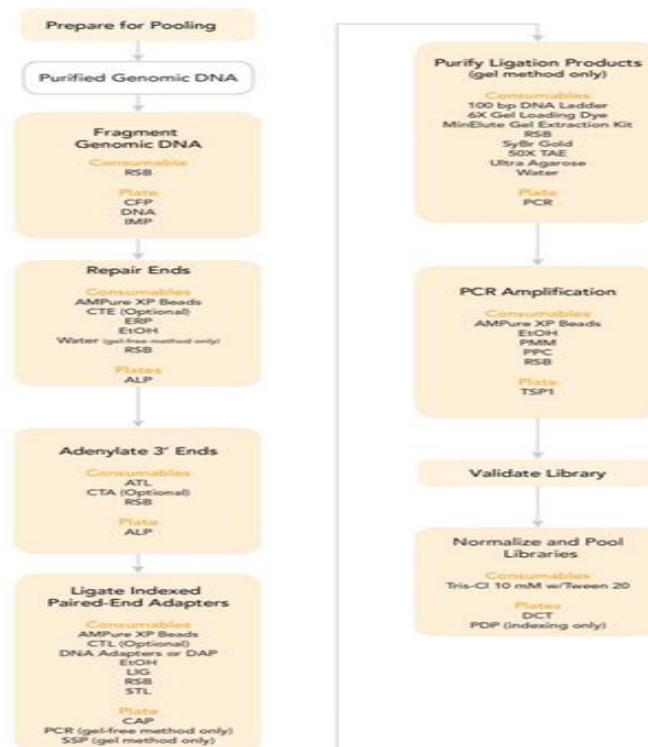 Prepare for Pooling
Purified Genomic DNA
Fragment
Genomic DNA
Consumable
RSB
Plate
CFP
DNA
IMP
Repair Ends
Consumables
AMPure XP Beads
CTE (Optional)
ERP
EtOH
Water (gel-free method only)
RSB
Plates
ALP
Adenylate 3′ Ends
Consumables
ATL
CTA (Optional)
RSB
Plate
ALP
Ligate Indexed
Paired-End Adapters
Consumables
AMPure XP Beads
CTL (Optional)
DNA Adapters or DAP
EtOH
LIG
RSB
STL
Plate
CAP
PCR (gel-free method only)
SSP (gel method only)
Purify Ligation Products
(gel method only)
Consumables
100 bp DNA Ladder
6X Gel Loading Dye
MinElute Gel Extraction Kit
RSB
SyBr Gold
50X TAE
Ultra Agarose
Water
Plate
PCR
PCR Amplification
Consumables
AMPure XP Beads
EtOH
PMM
PPC
RSB
Plate
TSP1
Validate Library
Normalize and Pool
Libraries
Consumables
Tris-Cl 10 mM w/Tween 20
Plates
DCT
PDP (indexing only)